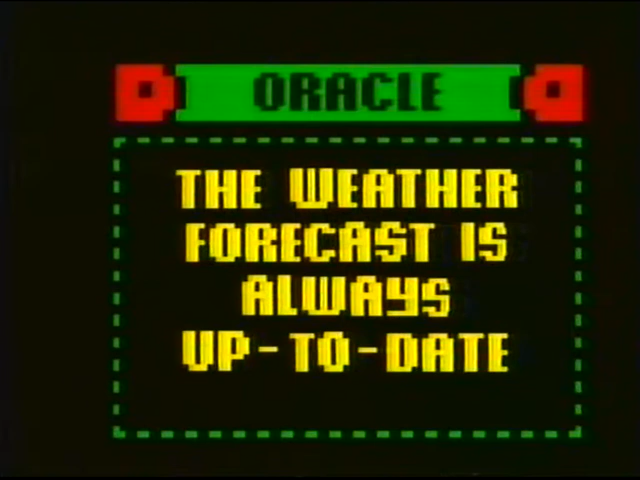 ORACLE
THE WEATHER
FORECAST IS
ALWAYS
UP-TO-DATE